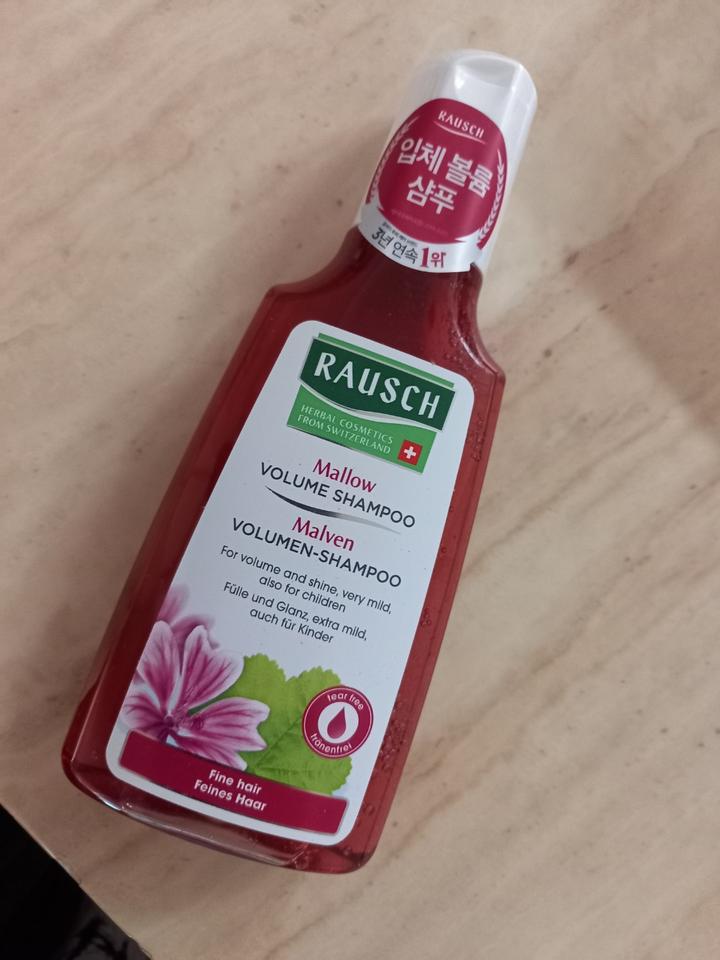 RAUSCH
입체 볼륨
샴푸
3년 연속 1위
RAUSCH
HERBAL COSMETICS
FROM SWITZERLAND
Mallow
VOLUME SHAMPOO
Malven
VOLUMEN-SHAMPOO
For volume and shine, very mild,
also for children
Fülle und Glanz, extra mild,
auch für Kinder
tear free
tränenfrei
Fine hair
Feines Haar